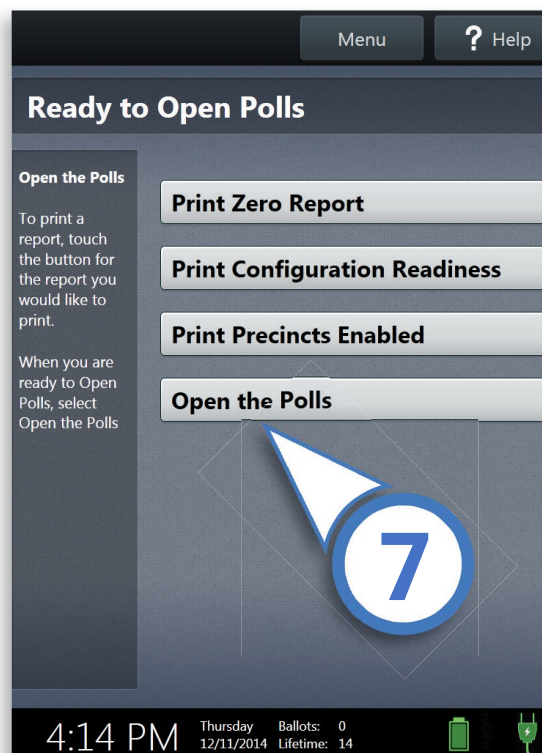 Menu
? Help
Ready to Open Polls
Open the Polls
To print a
report, touch
the button for
the report you
would like to
print.
When you are
ready to Open
Polls, select
Open the Polls
Print Zero Report
Print Configuration Readiness
Print Precincts Enabled
Open the Polls
7
4:14 PM
Thursday
12/11/2014
Ballots: 0
Lifetime: 14